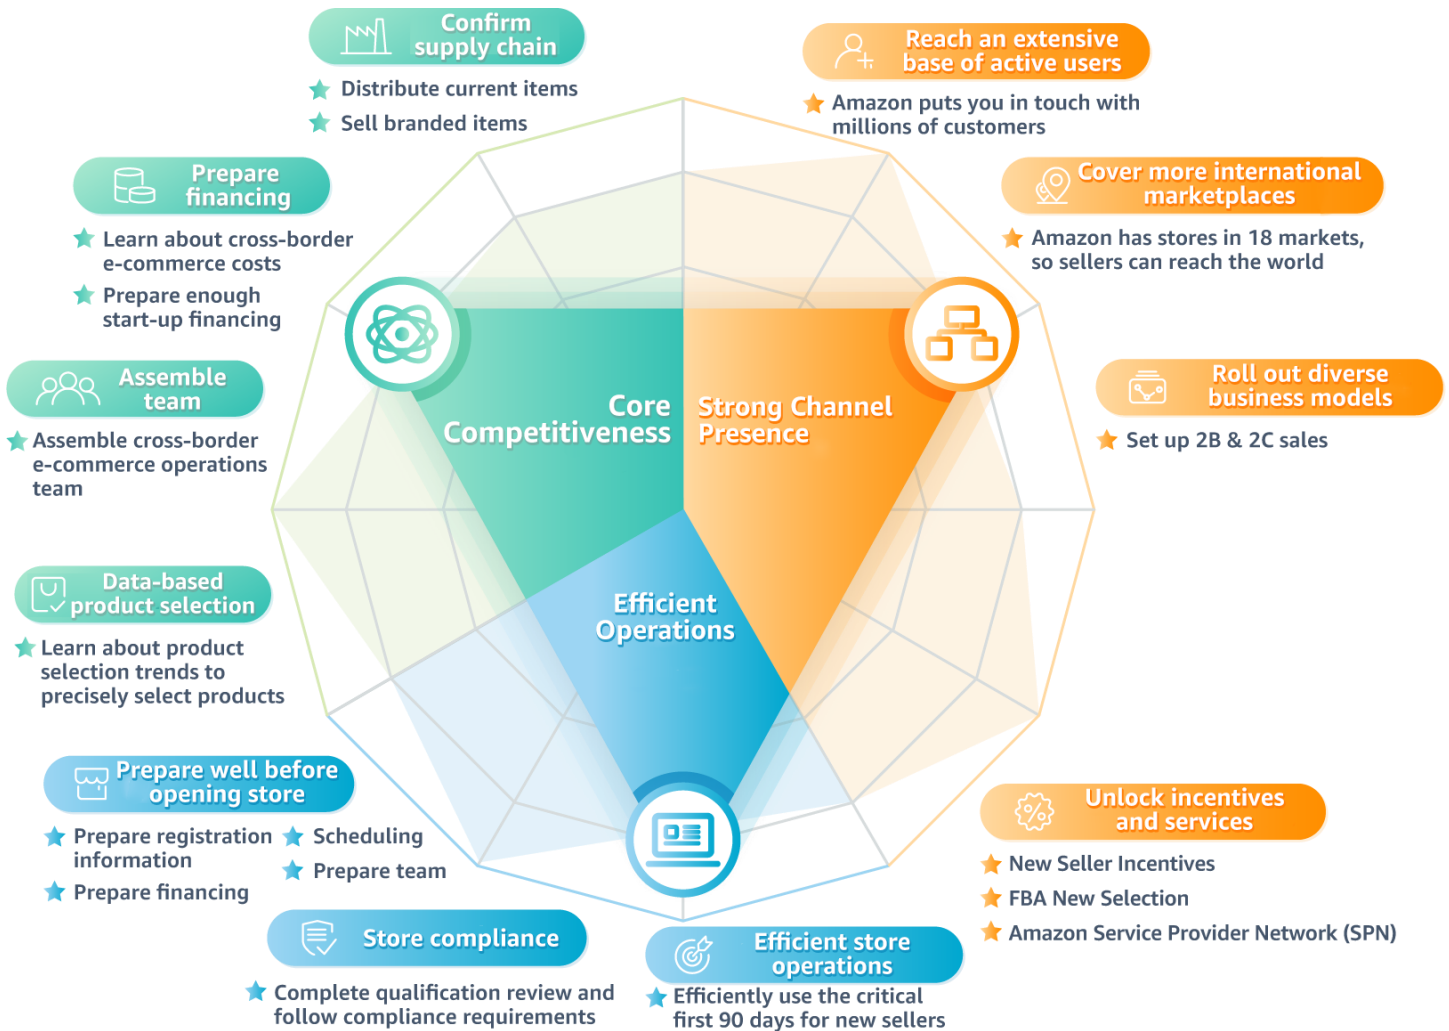 Confirm
supply chain
Distribute current items
Sell branded items
Prepare
financing
Learn about cross-border
e-commerce costs
Prepare enough
start-up financing
Assemble
team
Assemble cross-border
e-commerce operations
team
Data-based
product selection
Learn about product
selection trends to
precisely select products
Core
Competitiveness
Strong Channel
Presence
Efficient
Operations
Reach an extensive
base of active users
Amazon puts you in touch with
millions of customers
Cover more international
marketplaces
Amazon has stores in 18 markets,
so sellers can reach the world
Roll out diverse
business models
Set up 2B & 2C sales
Unlock incentives
and services
New Seller Incentives
FBA New Selection
Amazon Service Provider Network (SPN)
Prepare well before
opening store
Prepare registration
information
Prepare financing
Scheduling
Prepare team
Store compliance
Complete qualification review and
follow compliance requirements
Efficient store
operations
Efficiently use the critical
first 90 days for new sellers